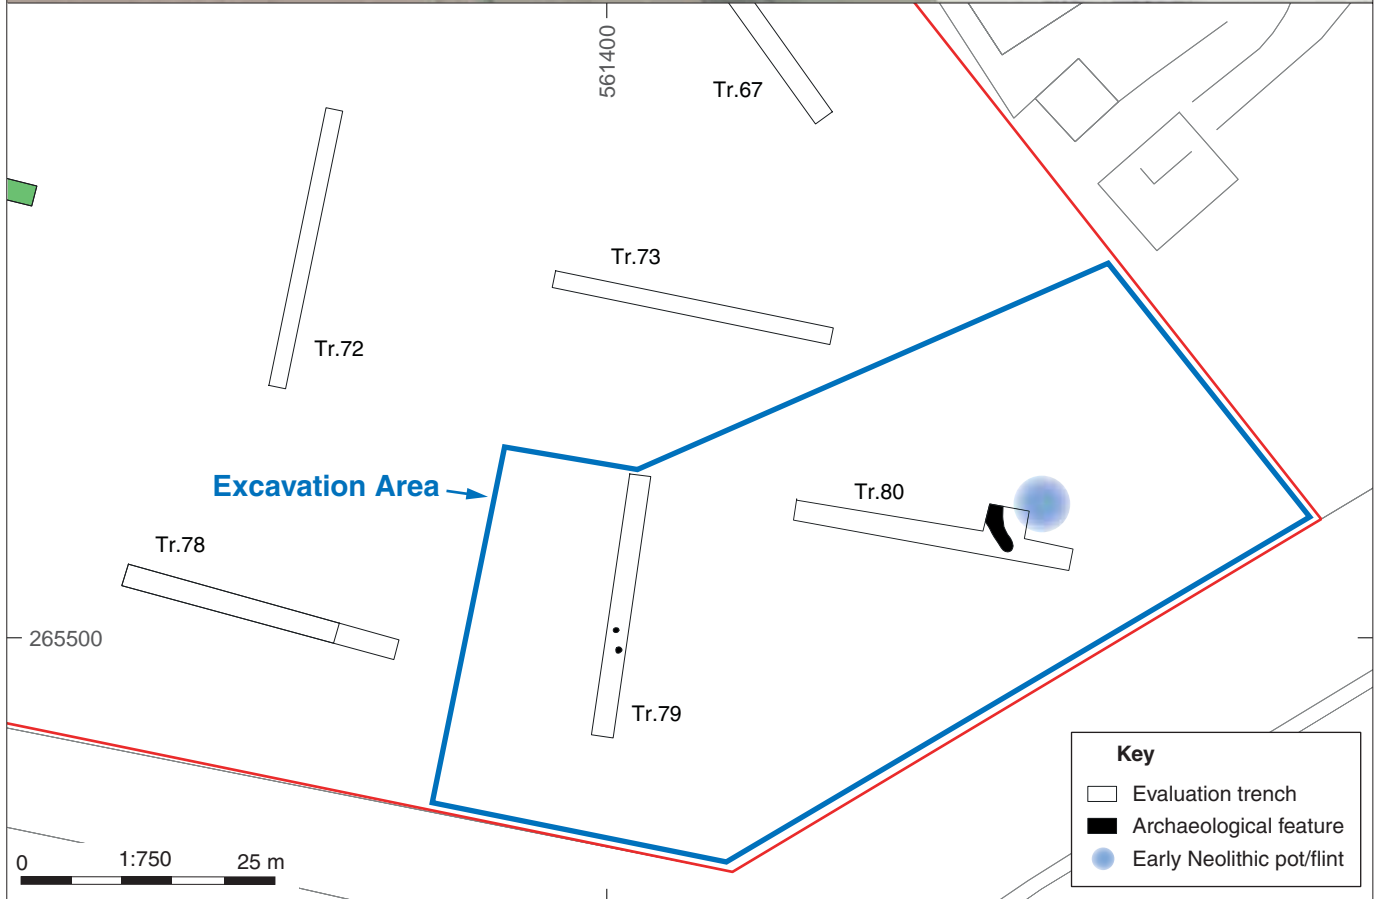 561400
Tr.67
Tr.73
Tr.72
Excavation Area
Tr.80
Tr.78
265500
Tr.79
Key
Evaluation trench
Archaeological feature
Early Neolithic pot/flint
0 1:750 25 m